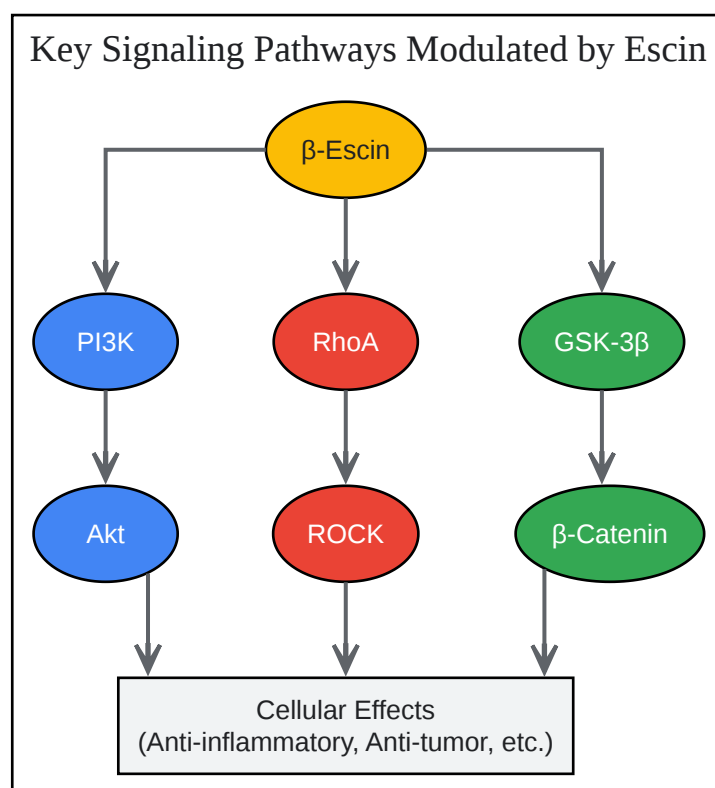 Key Signaling Pathways Modulated by Escin
β-Escin
PI3K
RhoA
GSK-3β
Akt
ROCK
β-Catenin
Cellular Effects
(Anti-inflammatory, Anti-tumor, etc.)